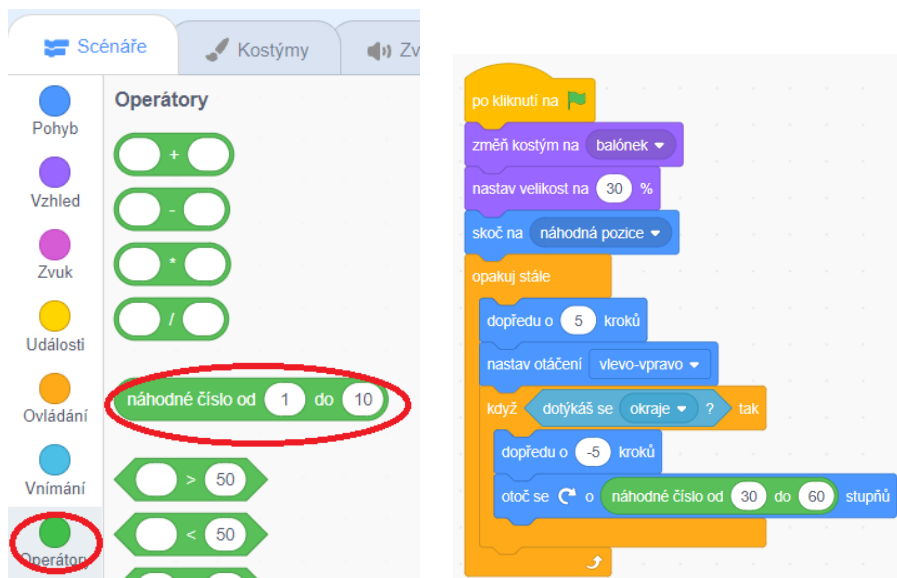 Scénáře
Kostýmy
Zv
Pohyb
Vzhled
Zvuk
Události
Ovládání
Vnímání
Operátory
Operátory
+
-
*
/
náhodné číslo od 1 do 10
> 50
< 50
po kliknutí na
změň kostým na balónek
nastav velikost na 30 %
skoč na náhodná pozice
opakuj stále
dopředu o 5 kroků
nastav otáčení vlevo-vpravo
když dotýkáš se okraje ? tak
dopředu o -5 kroků
otoč se o náhodné číslo od 30 do 60 stupňů